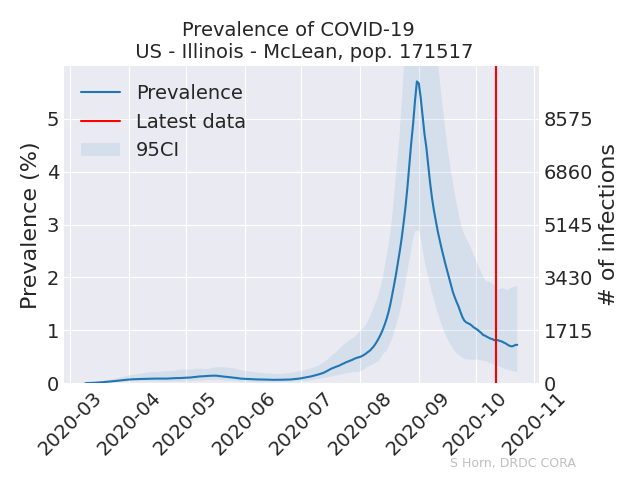 Prevalence of COVID-19
US - Illinois - McLean, pop. 171517
Prevalence
Latest data
95CI
Prevalence (%)
5
4
3
2
1
0
8575
6860
5145
3430
1715
0
# of infections
2020-03
2020-04
2020-05
2020-06
2020-07
2020-08
2020-09
2020-10
2020-11
S Horn, DRDC CORA